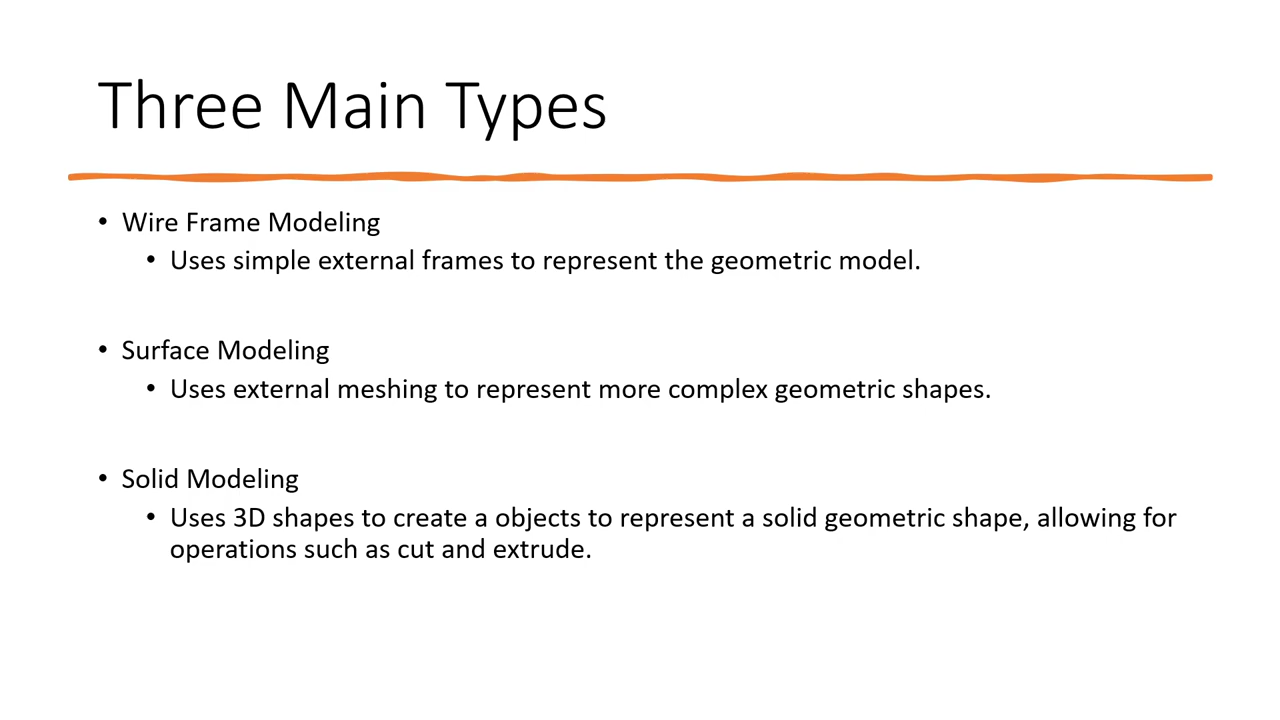 Three Main Types
• Wire Frame Modeling
• Uses simple external frames to represent the geometric model.
• Surface Modeling
• Uses external meshing to represent more complex geometric shapes.
• Solid Modeling
• Uses 3D shapes to create a objects to represent a solid geometric shape, allowing for
operations such as cut and extrude.